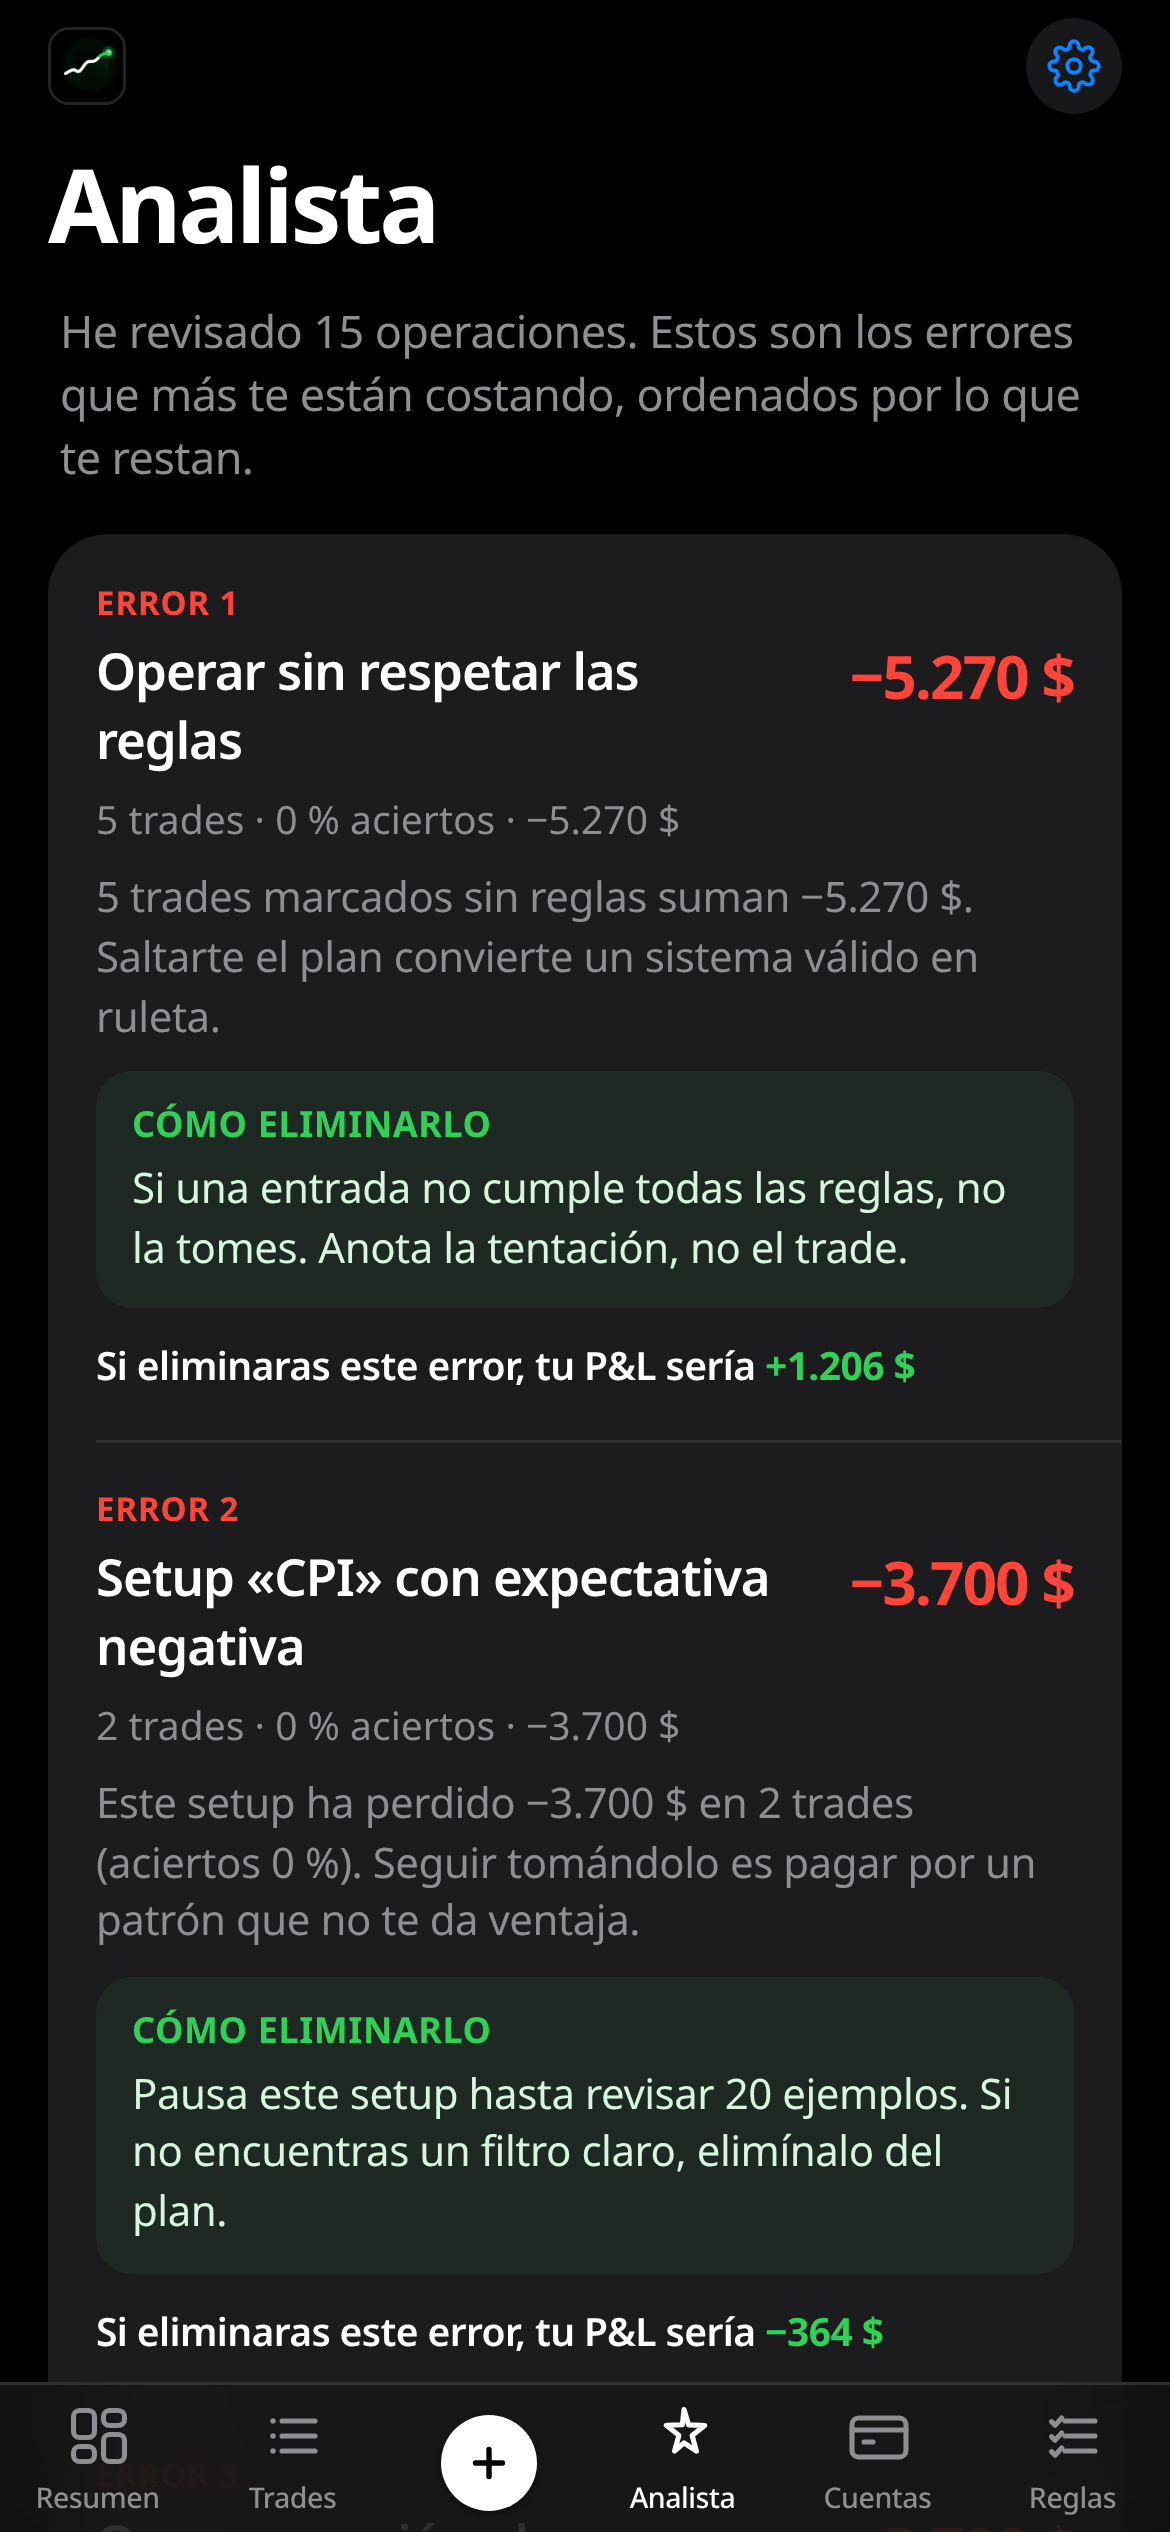 Analista
He revisado 15 operaciones. Estos son los errores
que más te están costando, ordenados por lo que
te restan.
ERROR 1
Operar sin respetar las
reglas
−5.270 $
5 trades · 0 % aciertos · −5.270 $
5 trades marcados sin reglas suman −5.270 $.
Saltarte el plan convierte un sistema válido en
ruleta.
CÓMO ELIMINARLO
Si una entrada no cumple todas las reglas, no
la tomes. Anota la tentación, no el trade.
Si eliminaras este error, tu P&L sería +1.206 $
ERROR 2
Setup «CPI» con expectativa
negativa
−3.700 $
2 trades · 0 % aciertos · −3.700 $
Este setup ha perdido −3.700 $ en 2 trades
(aciertos 0 %). Seguir tomándolo es pagar por un
patrón que no te da ventaja.
CÓMO ELIMINARLO
Pausa este setup hasta revisar 20 ejemplos. Si
no encuentras un filtro claro, elimínalo del
plan.
Si eliminaras este error, tu P&L sería −364 $
ERROR 3
Resumen
Trades
Analista
Cuentas
Reglas